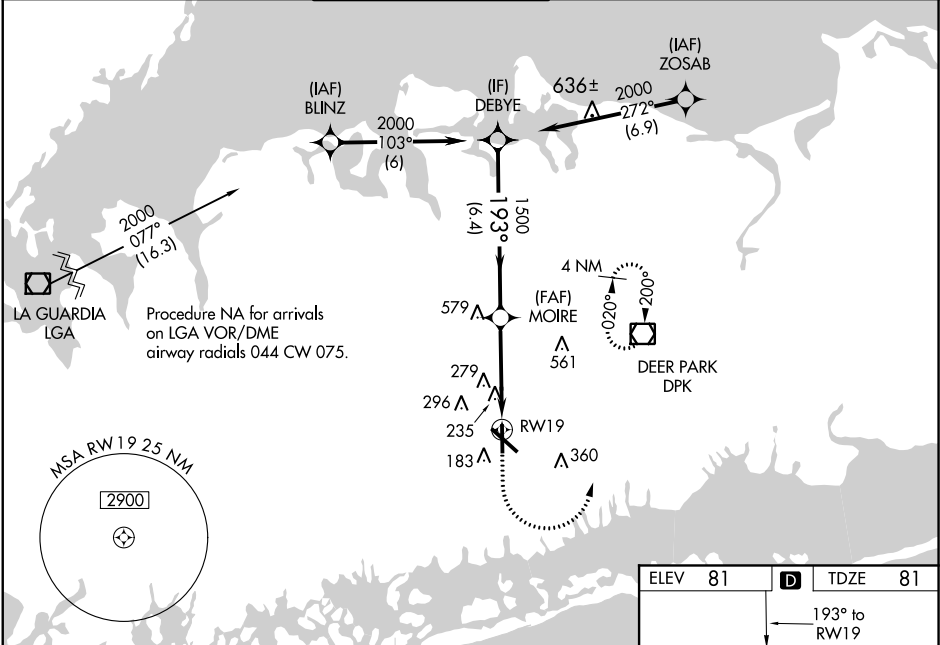 (IAF)
ZOSAB
(IAF)
BLINZ
(IF)
DEBYE
636±
2000
272°
(6.9)
2000
103°
(6)
2000
077°
(16.3)
1500
193°
(6.4)
LA GUARDIA
LGA
Procedure NA for arrivals
on LGA VOR/DME
airway radials 044 CW 075.
579
(FAF)
MOIRE
561
4 NM
020°
200°
DEER PARK
DPK
279
296
235
RW19
183
360
MSA RW19 25 NM
2900
ELEV 81 D TDZE 81
193° to
RW19